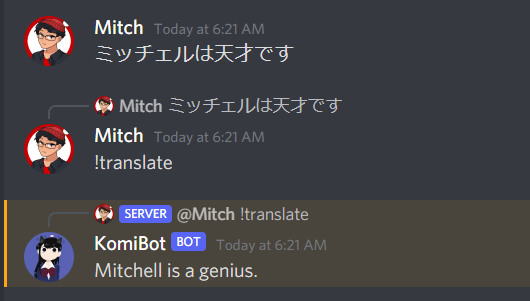 Mitch Today at 6:21 AM
ミッチェルは天才です
Mitch ミッチェルは天才です
Mitch Today at 6:21 AM
!translate
SERVER @Mitch !translate
KomiBot BOT Today at 6:21 AM
Mitchell is a genius.